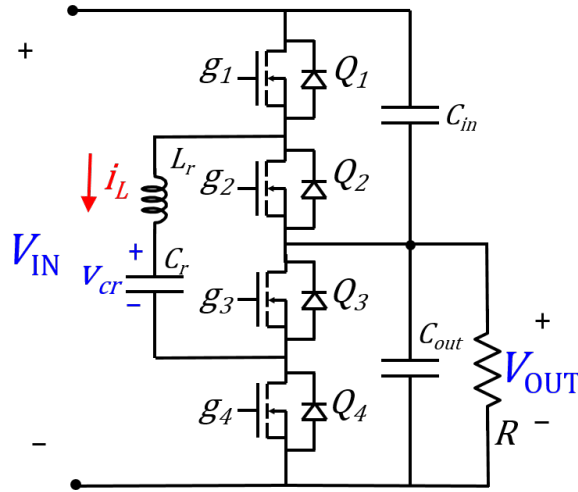 +
g1 Q1
Cin
Lr
iL
g2 Q2
VIN
+
Cr
vcr
−
g3 Q3
Cout
+
VOUT
g4 Q4
R −
−